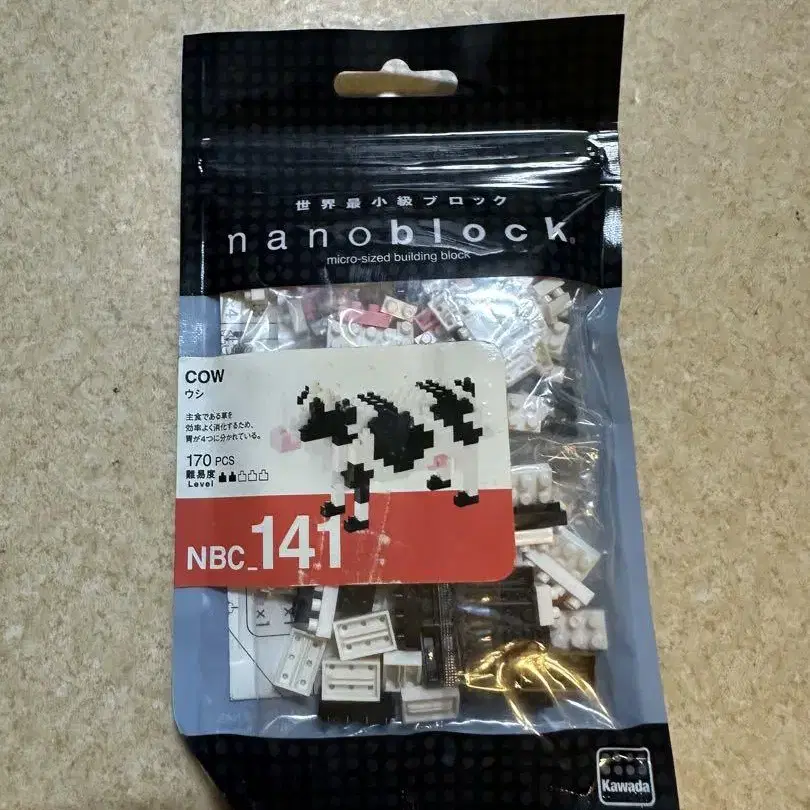 世界最小級ブロック
nanoblock®
micro-sized building block
COW
ウシ
主食である草を
効率よく消化するため、
胃が4つに分かれている。
170 PCS
難易度
Level
NBC_141
x1 x1
Kawada